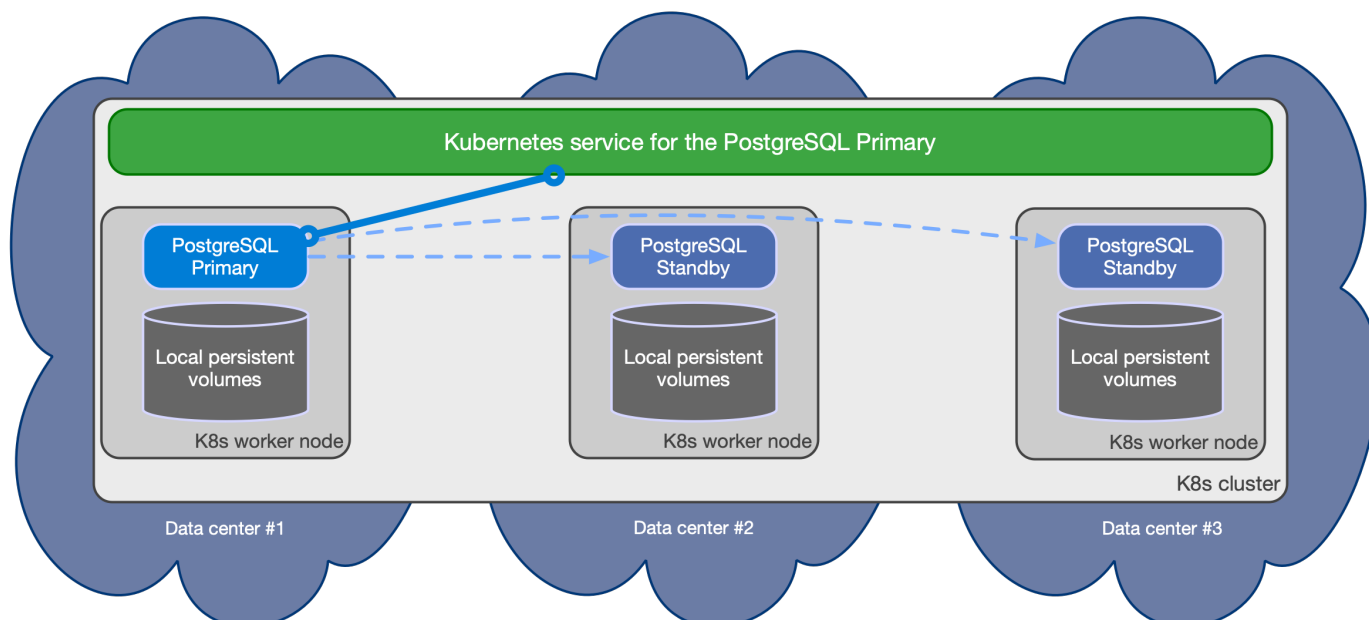 Kubernetes service for the PostgreSQL Primary
PostgreSQL
Primary
Local persistent
volumes
K8s worker node
PostgreSQL
Standby
Local persistent
volumes
K8s worker node
PostgreSQL
Standby
Local persistent
volumes
K8s worker node
K8s cluster
Data center #1
Data center #2
Data center #3